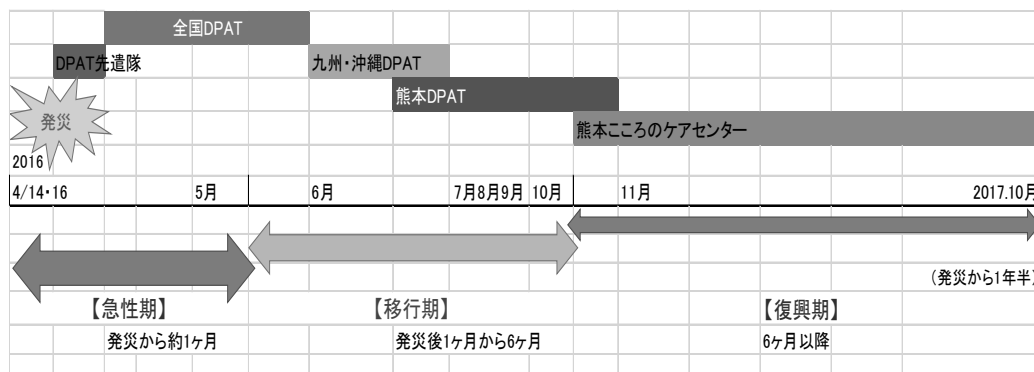 全国DPAT
DPAT先遣隊
九州・沖縄DPAT
熊本DPAT
発災
熊本こころのケアセンター
2016
4/14・16 5月 6月 7月8月9月 10月 11月 2017.10月
(発災から1年半)
【急性期】 【移行期】 【復興期】
発災から約1ヶ月 発災後1ヶ月から6ヶ月 6ヶ月以降